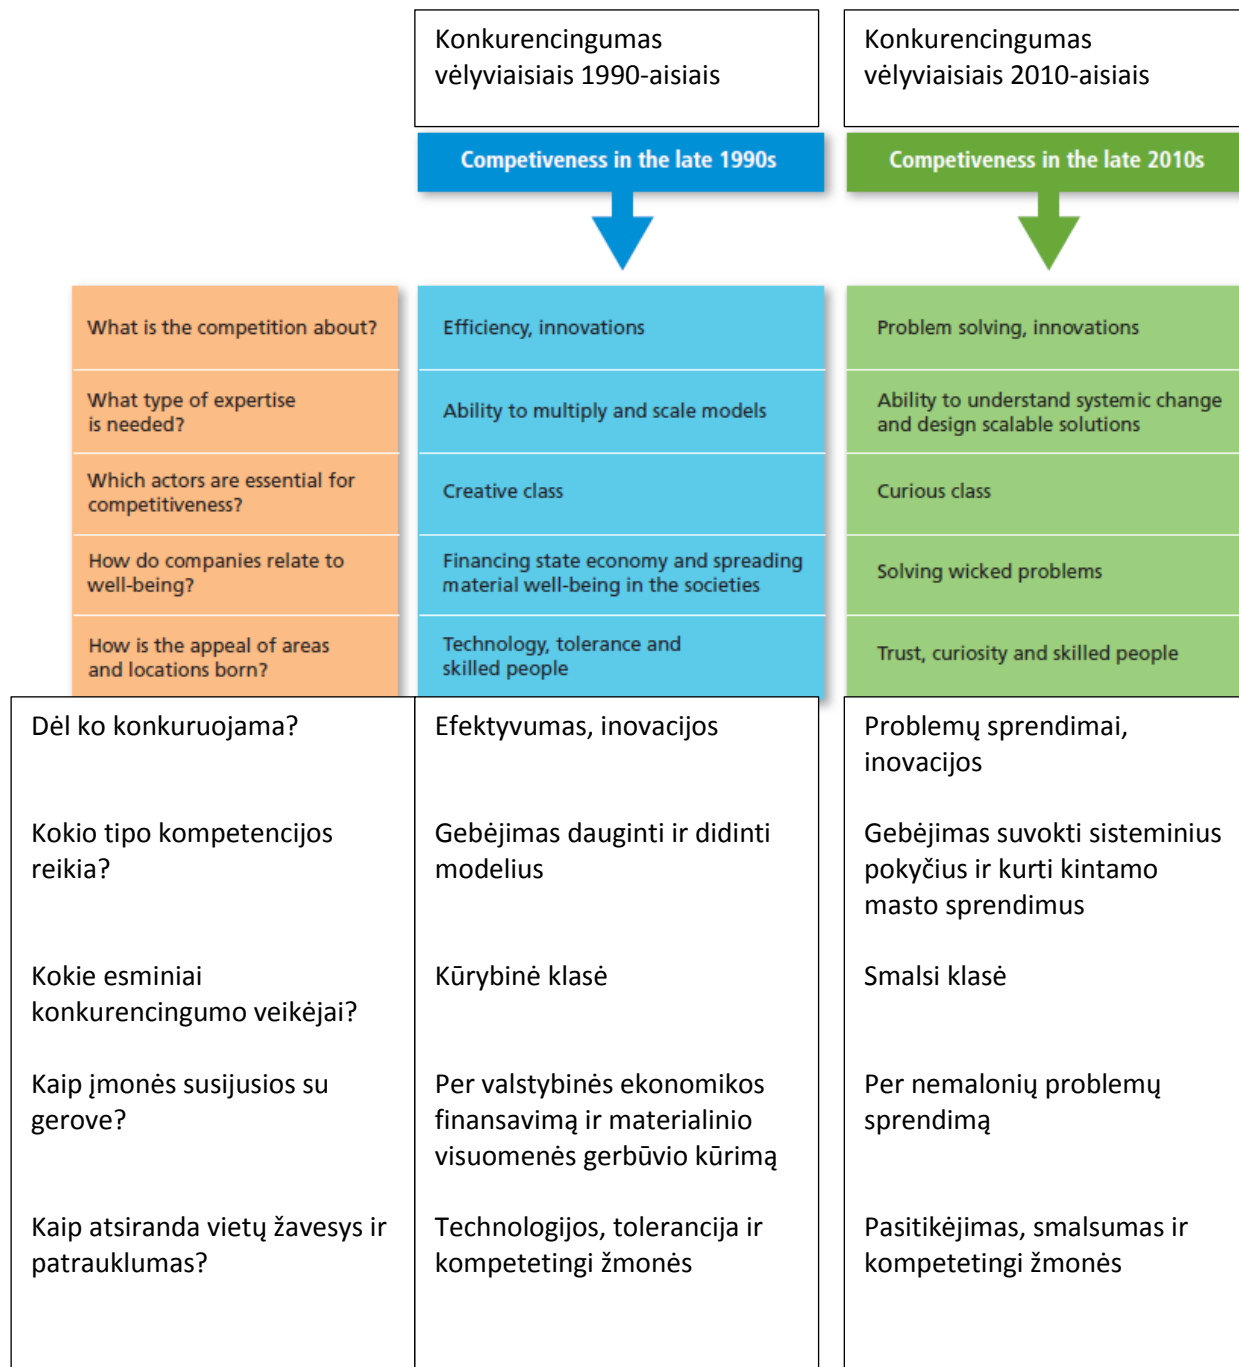 Konkurencingumas
vėlyviaisiais 1990-aisiais
Konkurencingumas
vėlyviaisiais 2010-aisiais
Competiveness in the late 1990s
Competiveness in the late 2010s
What is the competition about?
Efficiency, innovations
Problem solving, innovations
What type of expertise
is needed?
Ability to multiply and scale models
Ability to understand systemic change
and design scalable solutions
Which actors are essential for
competitiveness?
Creative class
Curious class
How do companies relate to
well-being?
Financing state economy and spreading
material well-being in the societies
Solving wicked problems
How is the appeal of areas
and locations born?
Technology, tolerance and
skilled people
Trust, curiosity and skilled people
Dėl ko konkuruojama?
Efektyvumas, inovacijos
Problemų sprendimai,
inovacijos
Kokio tipo kompetencijos
reikia?
Gebėjimas dauginti ir didinti
modelius
Gebėjimas suvokti sisteminius
pokyčius ir kurti kintamo
masto sprendimus
Kokie esminiai
konkurencingumo veikėjai?
Kūrybinė klasė
Smalsi klasė
Kaip įmonės susijusios su
gerove?
Per valstybinės ekonomikos
finansavimą ir materialinio
visuomenės gerbūvio kūrimą
Per nemalonių problemų
sprendimą
Kaip atsiranda vietų žavesys ir
patrauklumas?
Technologijos, tolerancija ir
kompetetingi žmonės
Pasitikėjimas, smalsumas ir
kompetetingi žmonės